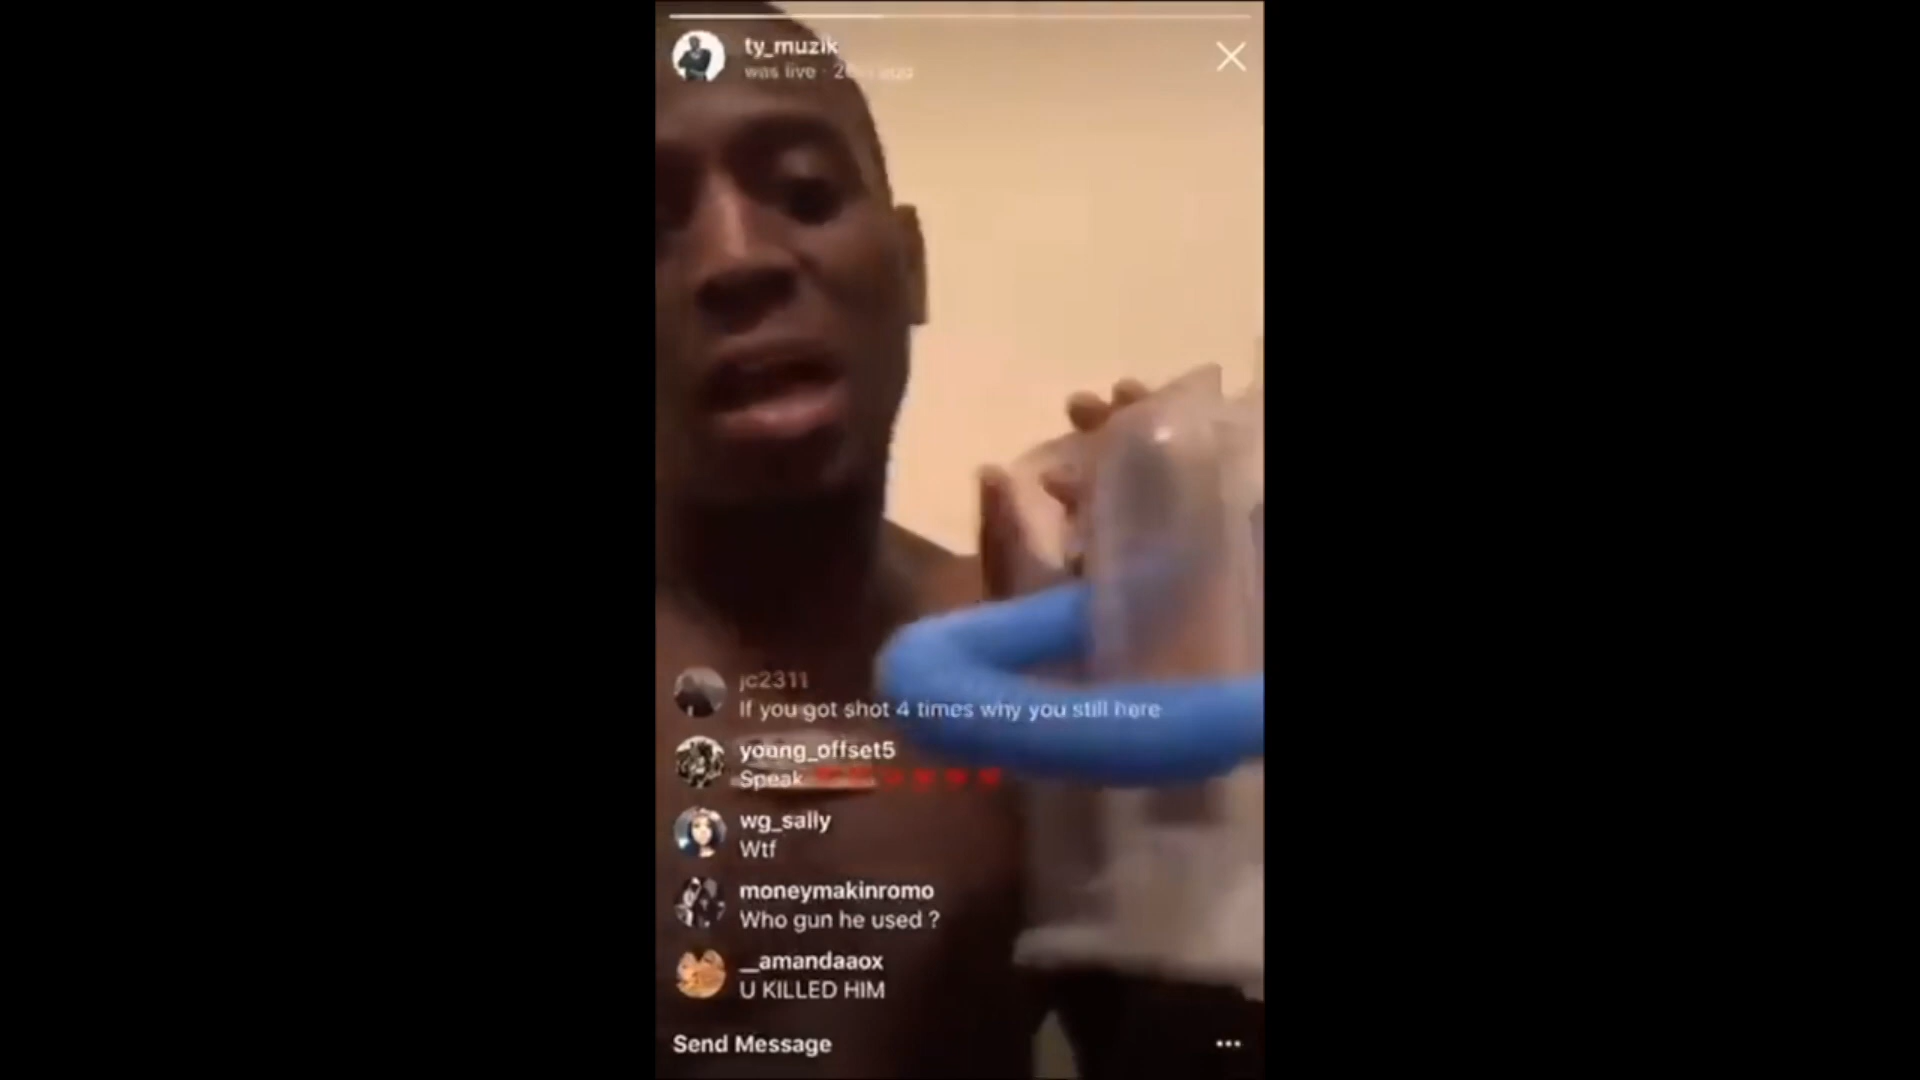 ty_muzik
was live
jc2311
If you got shot 4 times why you still here
young_offset5
Speak
wg_sally
Wtf
moneymakinromo
Who gun he used ?
__amandaaox
U KILLED HIM
Send Message